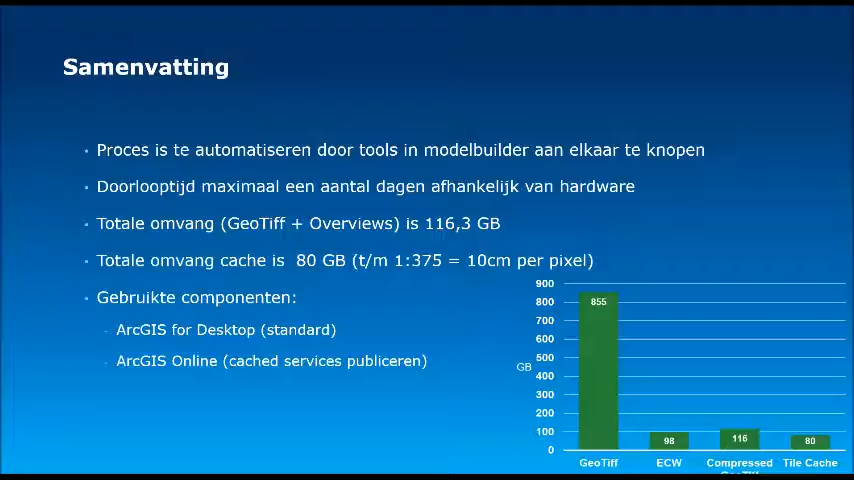 Samenvatting
Proces is te automatiseren door tools in modelbuilder aan elkaar te knopen
Doorlooptijd maximaal een aantal dagen afhankelijk van hardware
Totale omvang (GeoTiff + Overviews) is 116,3 GB
Totale omvang cache is 80 GB (t/m 1:375 = 10cm per pixel)
Gebruikte componenten:
ArcGIS for Desktop (standard)
ArcGIS Online (cached services publiceren)
900
800
700
600
500
400
300
200
100
0
GB
855
98
116
80
GeoTiff
ECW
Compressed
Tile Cache